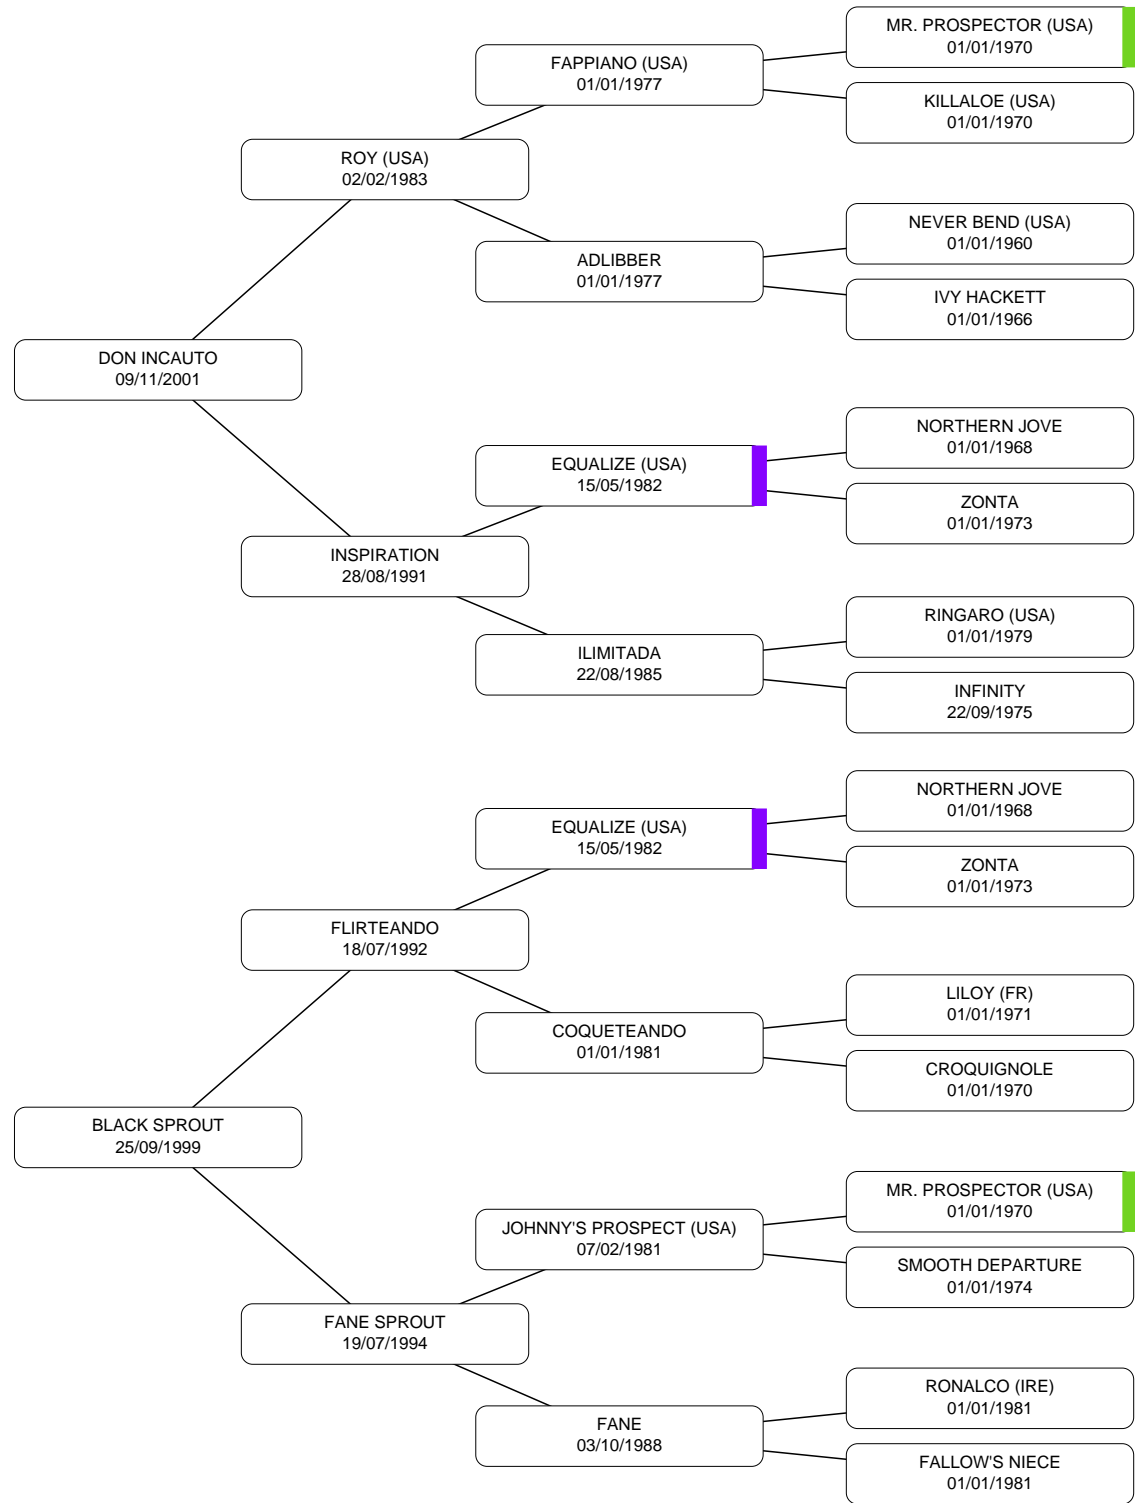 MR. PROSPECTOR (USA)
01/01/1970
FAPPIANO (USA)
01/01/1977
KILLALOE (USA)
01/01/1970
ROY (USA)
02/02/1983
NEVER BEND (USA)
01/01/1960
ADLIBBER
01/01/1977
IVY HACKETT
01/01/1966
DON INCAUTO
09/11/2001
NORTHERN JOVE
01/01/1968
EQUALIZE (USA)
15/05/1982
ZONTA
01/01/1973
INSPIRATION
28/08/1991
RINGARO (USA)
01/01/1979
ILIMITADA
22/08/1985
INFINITY
22/09/1975
NORTHERN JOVE
01/01/1968
EQUALIZE (USA)
15/05/1982
ZONTA
01/01/1973
FLIRTEANDO
18/07/1992
LILOY (FR)
01/01/1971
COQUETEANDO
01/01/1981
CROQUIGNOLE
01/01/1970
BLACK SPROUT
25/09/1999
MR. PROSPECTOR (USA)
01/01/1970
JOHNNY'S PROSPECT (USA)
07/02/1981
SMOOTH DEPARTURE
01/01/1974
FANE SPROUT
19/07/1994
RONALCO (IRE)
01/01/1981
FANE
03/10/1988
FALLOW'S NIECE
01/01/1981